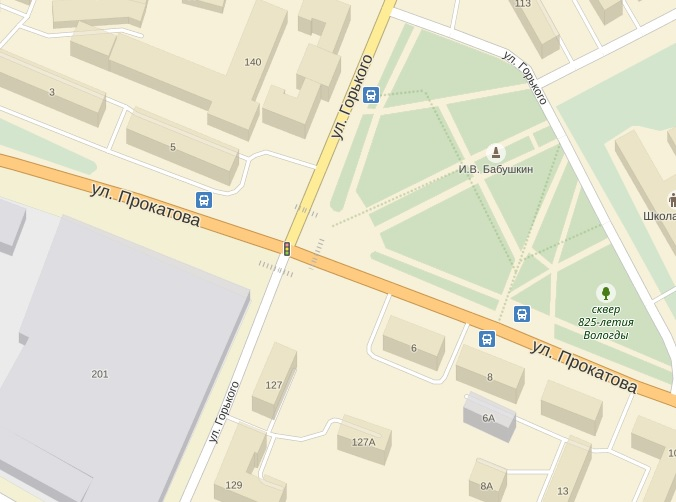 113
ул. Горького
ул. Горького
140
3
5
И.В. Бабушкин
ул. Прокатова
Школа
сквер
825-летия
Вологды
6
ул. Прокатова
8
201
127
ул. Горького
6А
127А
129
8А
13